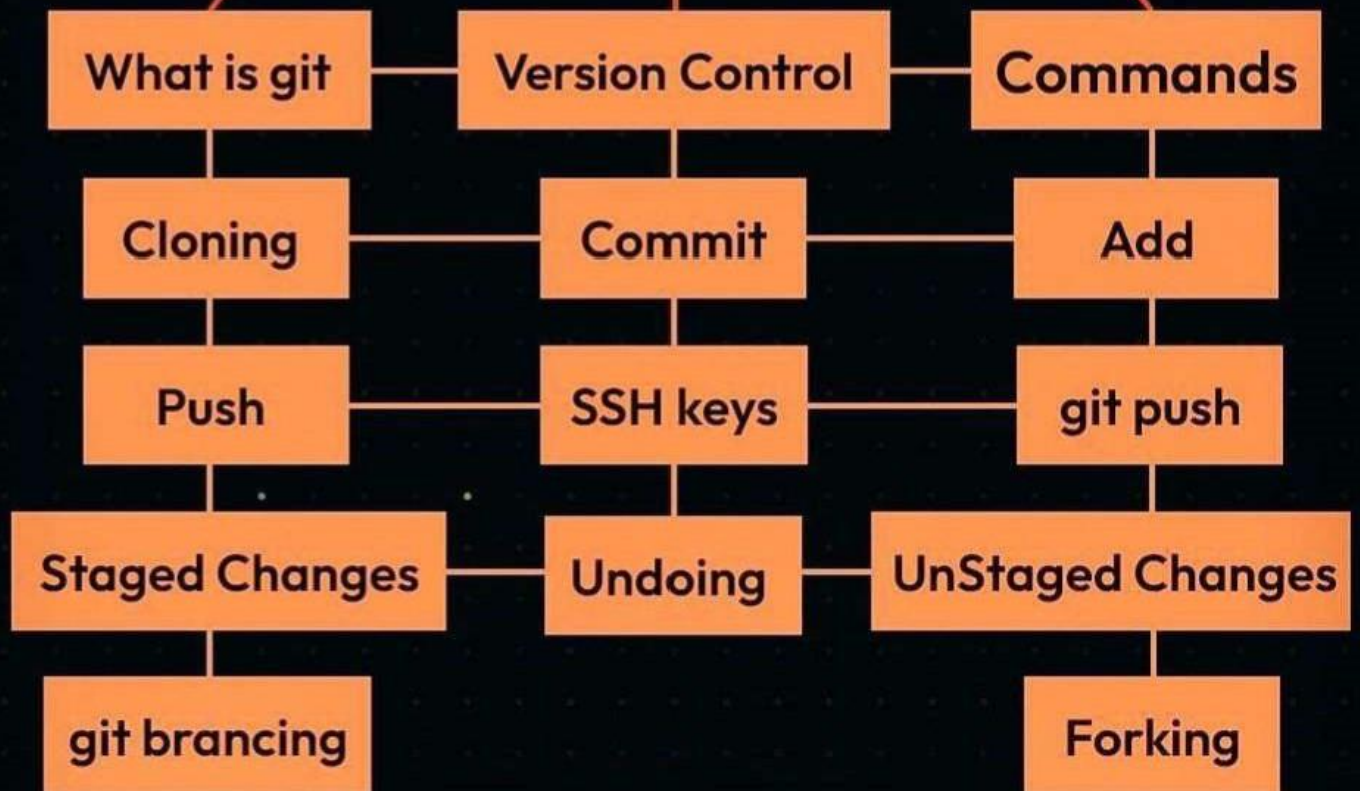 What is git
Version Control
Commands
Cloning
Commit
Add
Push
SSH keys
git push
Staged Changes
Undoing
UnStaged Changes
git brancing
Forking